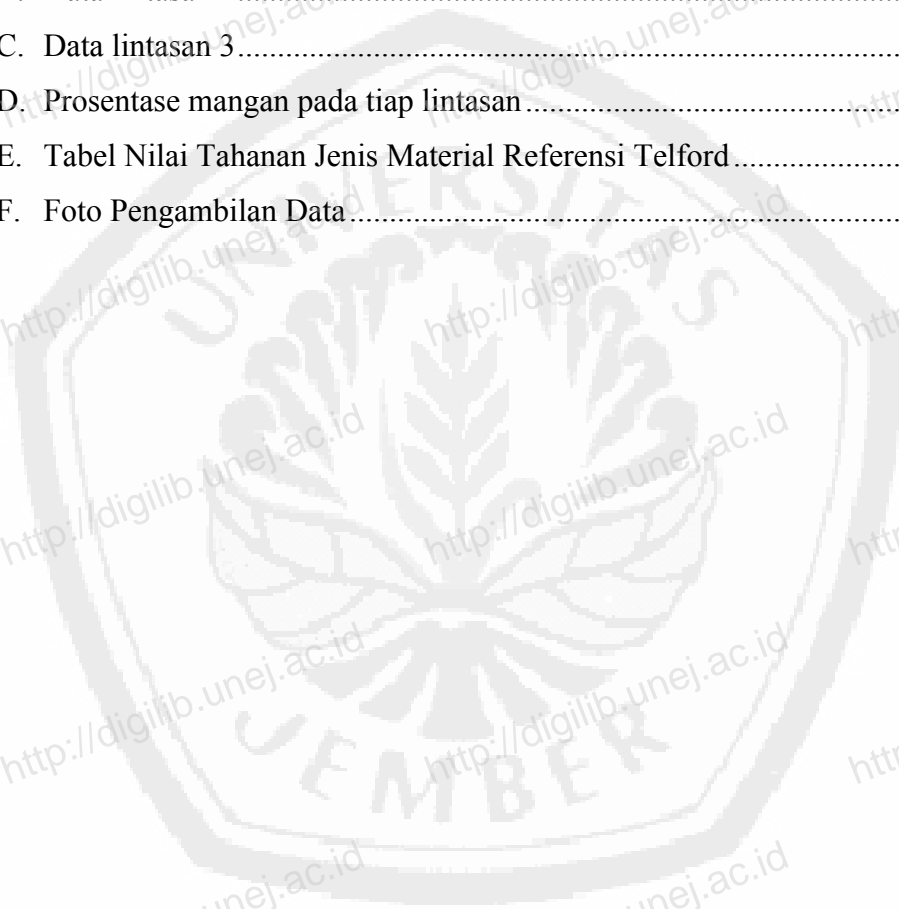 C. Data lintasan 3
D. Prosentase mangan pada tiap lintasan
E. Tabel Nilai Tahanan Jenis Material Referensi Telford
F. Foto Pengambilan Data
UNIVERSITAS
JEMBER
http://digilib.unej.ac.id
http://digilib.unej.ac.id
http://digilib.unej.ac.id
http://digilib.unej.ac.id
http://digilib.unej.ac.id
http://digilib.unej.ac.id
http://digilib.unej.ac.id
http://digilib.unej.ac.id